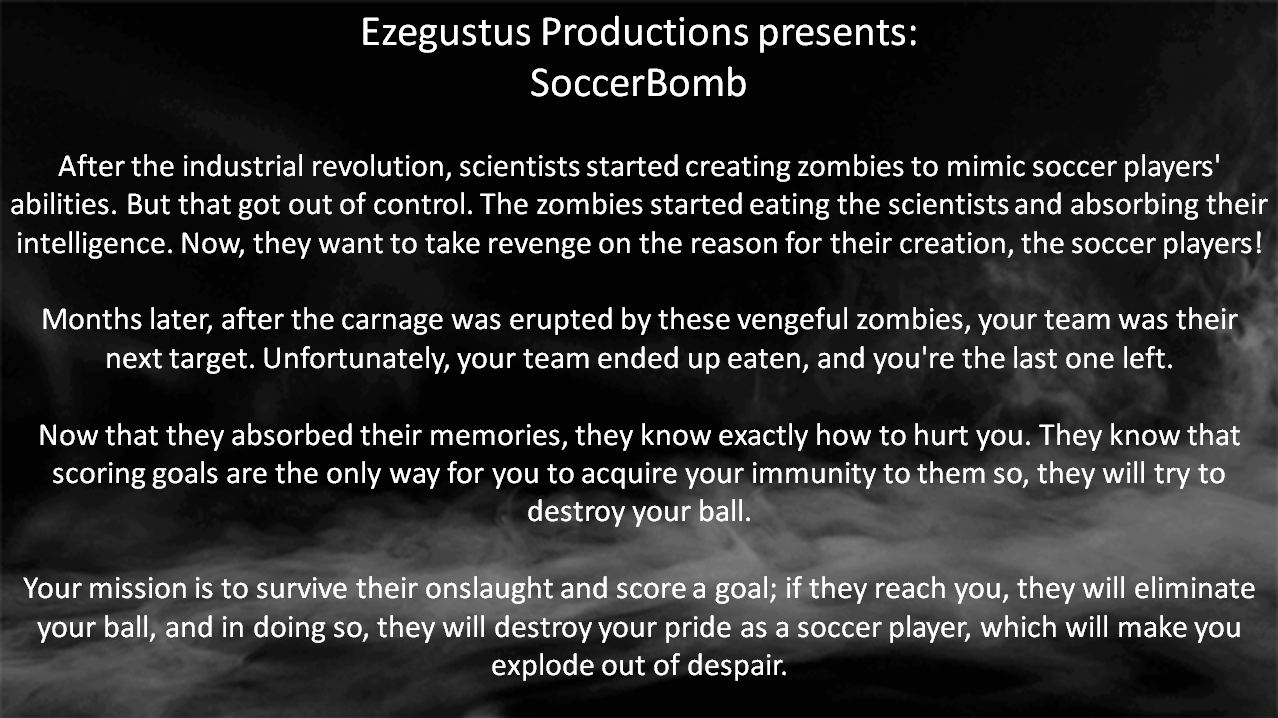 Ezegustus Productions presents:
SoccerBomb
After the industrial revolution, scientists started creating zombies to mimic soccer players'
abilities. But that got out of control. The zombies started eating the scientists and absorbing their
intelligence. Now, they want to take revenge on the reason for their creation, the soccer players!
Months later, after the carnage was erupted by these vengeful zombies, your team was their
next target. Unfortunately, your team ended up eaten, and you're the last one left.
Now that they absorbed their memories, they know exactly how to hurt you. They know that
scoring goals are the only way for you to acquire your immunity to them so, they will try to
destroy your ball.
Your mission is to survive their onslaught and score a goal; if they reach you, they will eliminate
your ball, and in doing so, they will destroy your pride as a soccer player, which will make you
explode out of despair.